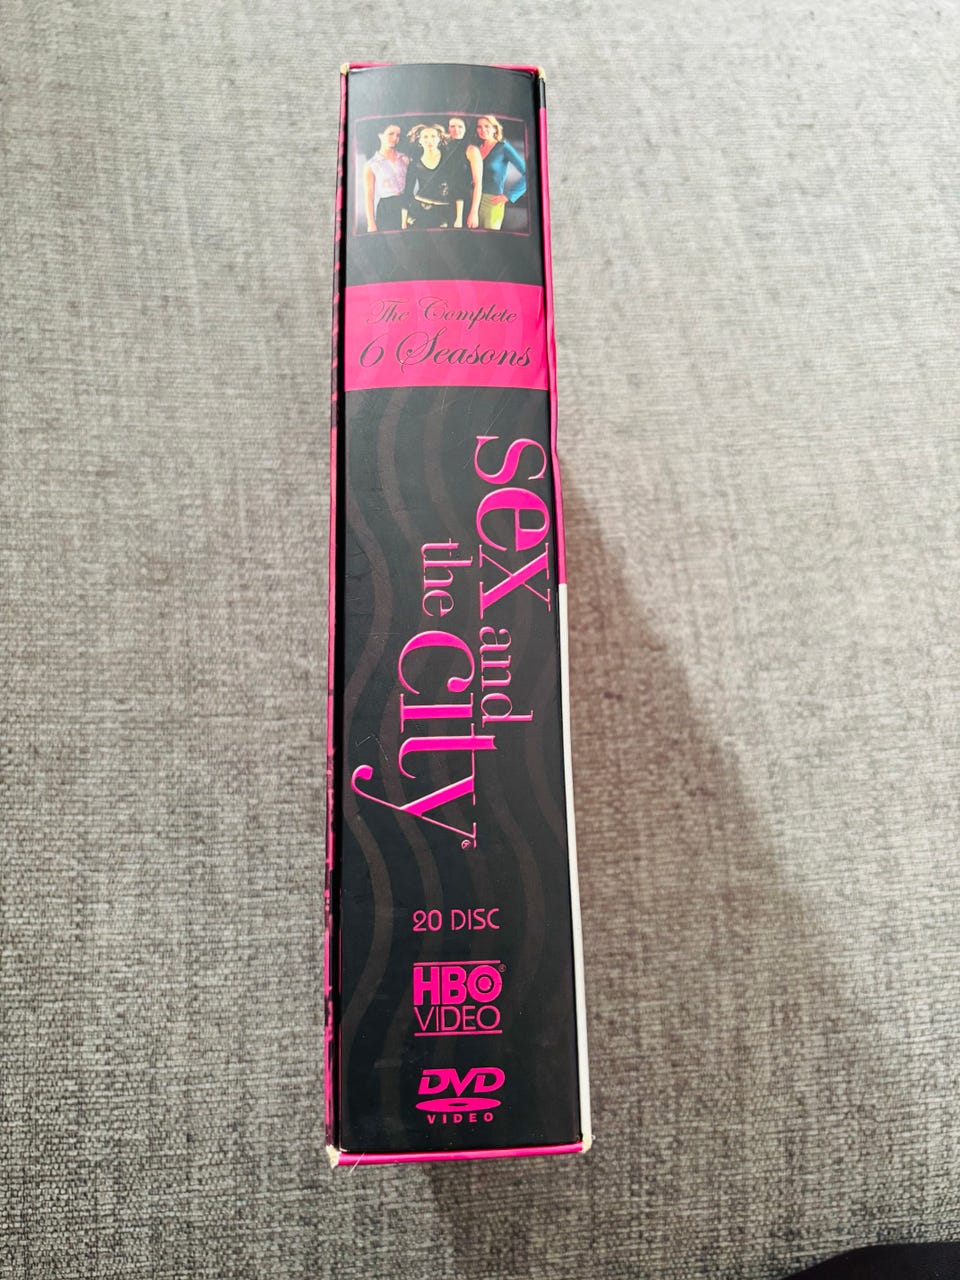 The Complete
6 Seasons
sex and
the city®
20 DISC
HBO®
VIDEO
DVD
VIDEO